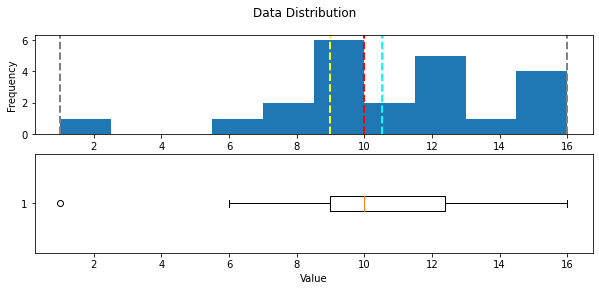 Data Distribution
Frequency
6
4
2
0
2 4 6 8 10 12 14 16
1
2 4 6 8 10 12 14 16
Value